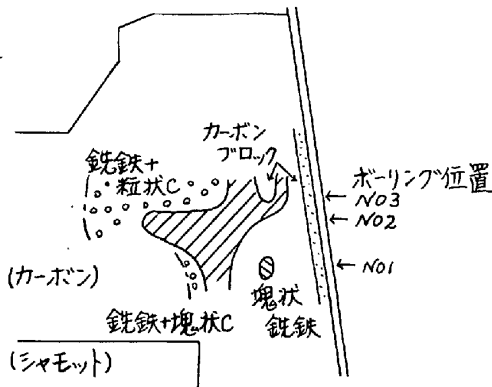 カーボン
ブロック
銑鉄+
粒状C
ボーリング位置
NO3
NO2
NO1
(カーボン)
塊状
銑鉄
銑鉄+塊状C
(シャモット)